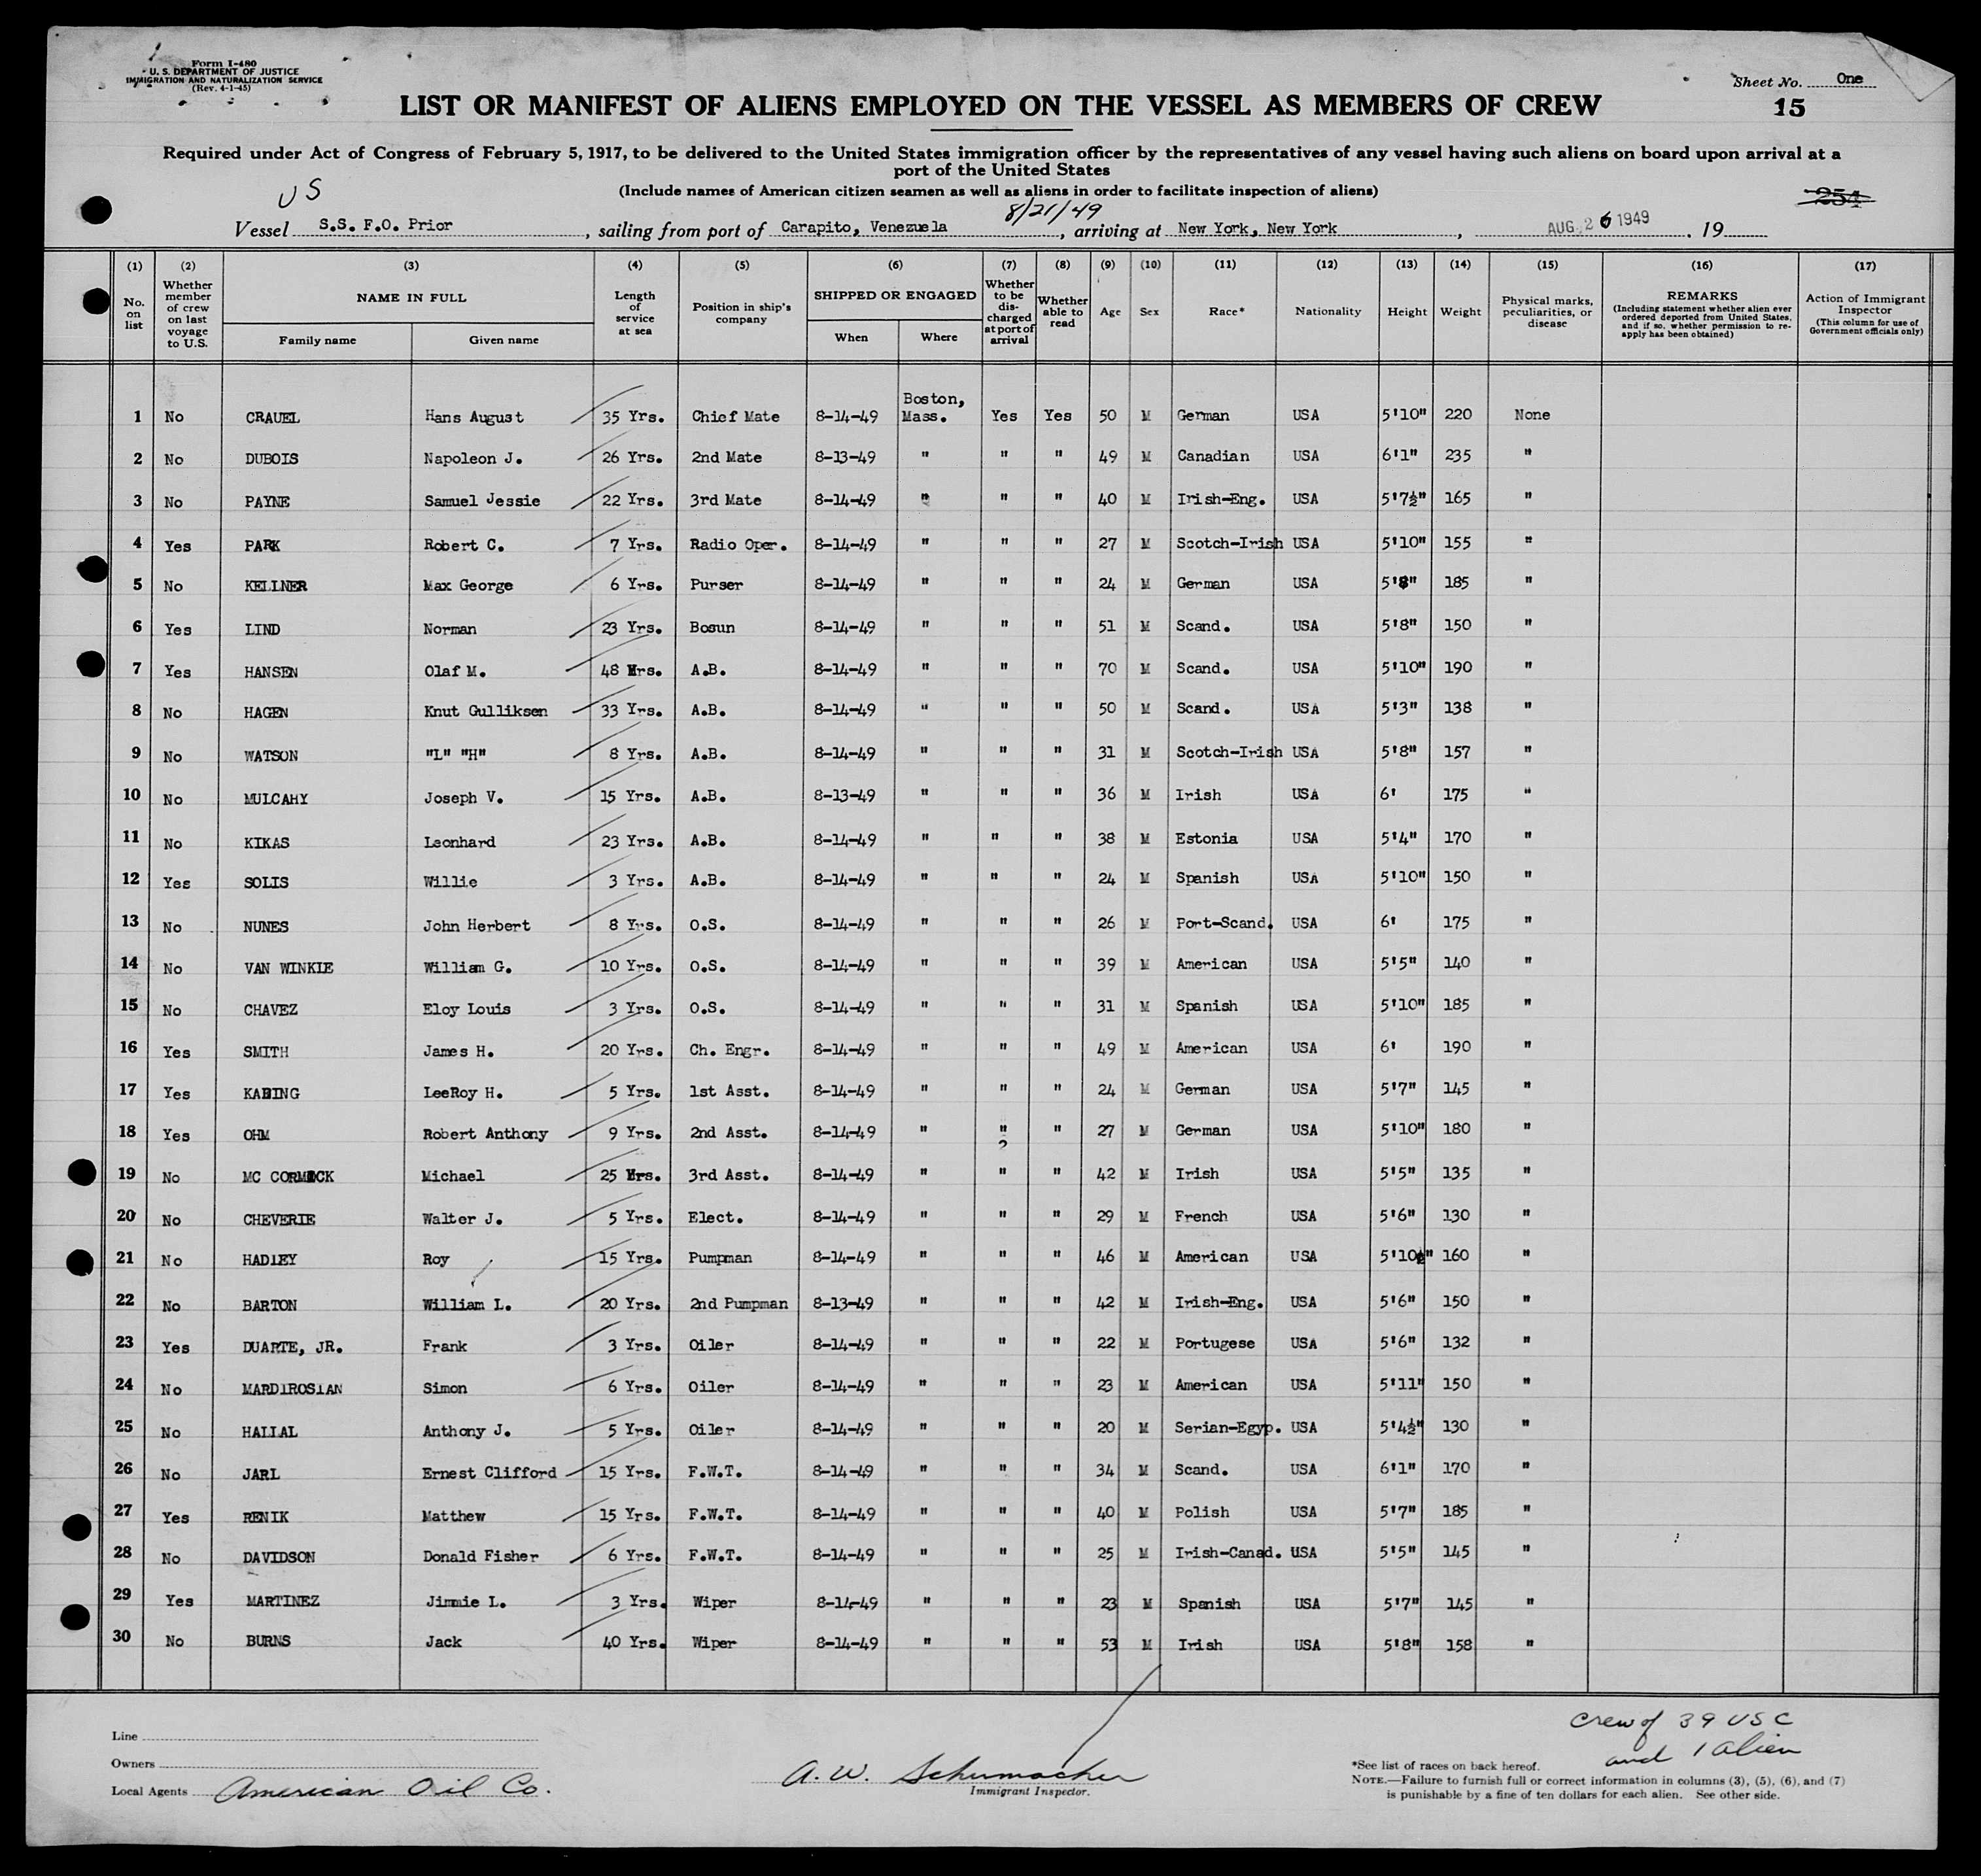 Form I-480
U. S. DEPARTMENT OF JUSTICE
IMMIGRATION AND NATURALIZATION SERVICE
(Rev. 4-1-45)
Sheet No. One
15
LIST OR MANIFEST OF ALIENS EMPLOYED ON THE VESSEL AS MEMBERS OF CREW
Required under Act of Congress of February 5, 1917, to be delivered to the United States immigration officer by the representatives of any vessel having such aliens on board upon arrival at a
port of the United States
(Include names of American citizen seamen as well as aliens in order to facilitate inspection of aliens)
US
254
8/21/49
Vessel S.S. F.O. Prior, sailing from port of Carapito, Venezuela, arriving at New York, New York, AUG 26 1949, 19
(1) No. on list (2) Whether member of crew on last voyage to U.S. (3) NAME IN FULL Family name Given name (4) Length of service at sea (5) Position in ship's company (6) SHIPPED OR ENGAGED When Where (7) Whether to be discharged at port of arrival (8) Whether able to read (9) Age (10) Sex (11) Race* (12) Nationality (13) Height (14) Weight (15) Physical marks, peculiarities, or disease (16) REMARKS (Including statement whether alien ever ordered deported from United States, and if so, whether permission to re-apply has been obtained) (17) Action of Immigrant Inspector (This column for use of Government officials only)
1 No CRAUEL Hans August 35 Yrs. Chief Mate 8-14-49 Boston, Mass. Yes Yes 50 M German USA 5'10" 220 None
2 No DUBOIS Napoleon J. 26 Yrs. 2nd Mate 8-13-49 " " " 49 M Canadian USA 6'1" 235 "
3 No PAYNE Samuel Jessie 22 Yrs. 3rd Mate 8-14-49 " " " 40 M Irish-Eng. USA 5'7½" 165 "
4 Yes PARK Robert C. 7 Yrs. Radio Oper. 8-14-49 " " " 27 M Scotch-Irish USA 5'10" 155 "
5 No KELLNER Max George 6 Yrs. Purser 8-14-49 " " " 24 M German USA 5'8" 185 "
6 Yes LIND Norman 23 Yrs. Bosun 8-14-49 " " " 51 M Scand. USA 5'8" 150 "
7 Yes HANSEN Olaf M. 48 Yrs. A.B. 8-14-49 " " " 70 M Scand. USA 5'10" 190 "
8 No HAGEN Knut Gulliksen 33 Yrs. A.B. 8-14-49 " " " 50 M Scand. USA 5'3" 138 "
9 No WATSON "L" "H" 8 Yrs. A.B. 8-14-49 " " " 31 M Scotch-Irish USA 5'8" 157 "
10 No MULCAHY Joseph V. 15 Yrs. A.B. 8-13-49 " " " 36 M Irish USA 6' 175 "
11 No KIKAS Leonhard 23 Yrs. A.B. 8-14-49 " " " 38 M Estonia USA 5'4" 170 "
12 Yes SOLIS Willie 3 Yrs. A.B. 8-14-49 " " " 24 M Spanish USA 5'10" 150 "
13 No NUNES John Herbert 8 Yrs. O.S. 8-14-49 " " " 26 M Port-Scand. USA 6' 175 "
14 No VAN WINKIE William G. 10 Yrs. O.S. 8-14-49 " " " 39 M American USA 5'5" 140 "
15 No CHAVEZ Eloy Louis 3 Yrs. O.S. 8-14-49 " " " 31 M Spanish USA 5'10" 185 "
16 Yes SMITH James H. 20 Yrs. Ch. Engr. 8-14-49 " " " 49 M American USA 6' 190 "
17 Yes KABING LeeRoy H. 5 Yrs. 1st Asst. 8-14-49 " " " 24 M German USA 5'7" 145 "
18 Yes OHM Robert Anthony 9 Yrs. 2nd Asst. 8-14-49 " " " 27 M German USA 5'10" 180 "
19 No MC CORMICK Michael 25 Yrs. 3rd Asst. 8-14-49 " " " 42 M Irish USA 5'5" 135 "
20 No CHEVERIE Walter J. 5 Yrs. Elect. 8-14-49 " " " 29 M French USA 5'6" 130 "
21 No HADLEY Roy 15 Yrs. Pumpman 8-14-49 " " " 46 M American USA 5'10½" 160 "
22 No BARTON William L. 20 Yrs. 2nd Pumpman 8-13-49 " " " 42 M Irish-Eng. USA 5'6" 150 "
23 Yes DUARTE, JR. Frank 3 Yrs. Oiler 8-14-49 " " " 22 M Portugese USA 5'6" 132 "
24 No MARDIROSIAN Simon 6 Yrs. Oiler 8-14-49 " " " 23 M American USA 5'11" 150 "
25 No HALLAL Anthony J. 5 Yrs. Oiler 8-14-49 " " " 20 M Serian-Egyp. USA 5'4½" 130 "
26 No JARL Ernest Clifford 15 Yrs. F.W.T. 8-14-49 " " " 34 M Scand. USA 6'1" 170 "
27 Yes RENIK Matthew 15 Yrs. F.W.T. 8-14-49 " " " 40 M Polish USA 5'7" 185 "
28 No DAVIDSON Donald Fisher 6 Yrs. F.W.T. 8-14-49 " " " 25 M Irish-Canad. USA 5'5" 145 "
29 Yes MARTINEZ Jimmie L. 3 Yrs. Wiper 8-14-49 " " " 23 M Spanish USA 5'7" 145 "
30 No BURNS Jack 40 Yrs. Wiper 8-14-49 " " " 53 M Irish USA 5'8" 158 "
Line
Owners
Local Agents American Oil Co.
A. W. Schumacher
Immigrant Inspector.
Crew of 39 USC
and 1 alien
*See list of races on back hereof.
NOTE.—Failure to furnish full or correct information in columns (3), (5), (6), and (7)
is punishable by a fine of ten dollars for each alien. See other side.